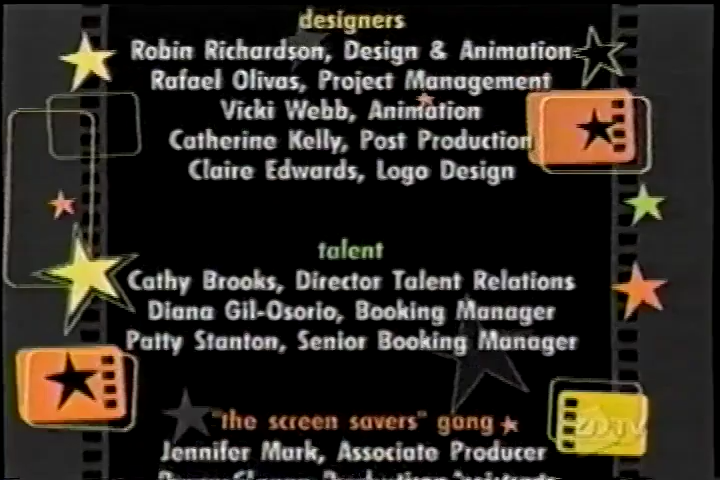 designers
Robin Richardson, Design & Animation
Rafael Olivas, Project Management
Vicki Webb, Animation
Catherine Kelly, Post Production
Claire Edwards, Logo Design
talent
Cathy Brooks, Director Talent Relations
Diana Gil-Osorio, Booking Manager
Patty Stanton, Senior Booking Manager
"the screen savers" gang
Jennifer Mark, Associate Producer
ZDTV